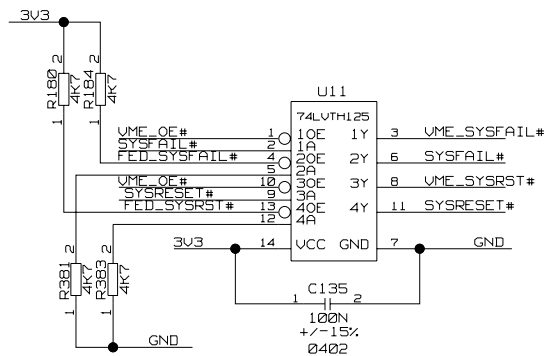 3V3
R180
4K7
2
1
R184
4K7
2
1
U11
74LVTH125
VME_OE#
1
1OE
1Y
3
VME_SYSFAIL#
SYSFAIL#
2
1A
FED_SYSFAIL#
4
2OE
2Y
6
SYSFAIL#
5
2A
VME_OE#
10
3OE
3Y
8
VME_SYSRST#
SYSRESET#
9
3A
FED_SYSRST#
13
4OE
4Y
11
SYSRESET#
12
4A
3V3
14
VCC
GND
7
GND
R381
4K7
2
1
R383
4K7
2
1
GND
C135
1
2
100N
+/-15%
0402